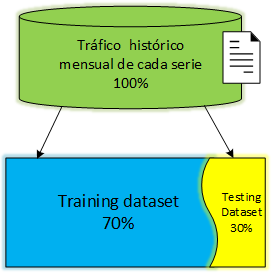 Tráfico histórico
mensual de cada serie
100%
Training dataset
70%
Testing
Dataset
30%